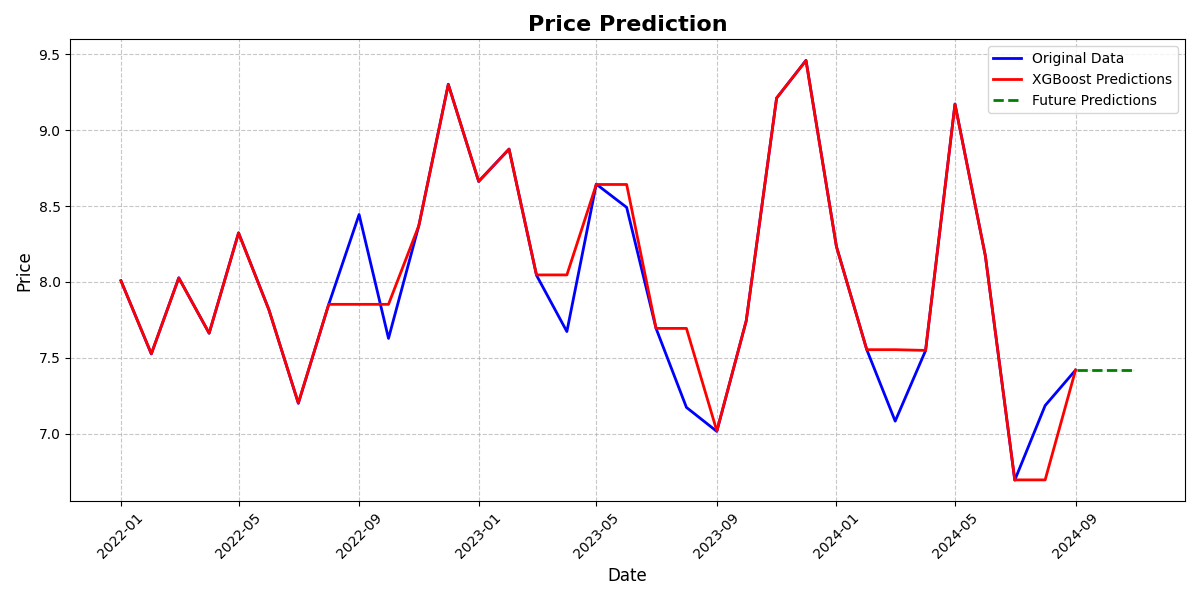 Price Prediction
Original Data
XGBoost Predictions
Future Predictions
9.5
9.0
8.5
8.0
7.5
7.0
Price
2022-01
2022-05
2022-09
2023-01
2023-05
2023-09
2024-01
2024-05
2024-09
Date